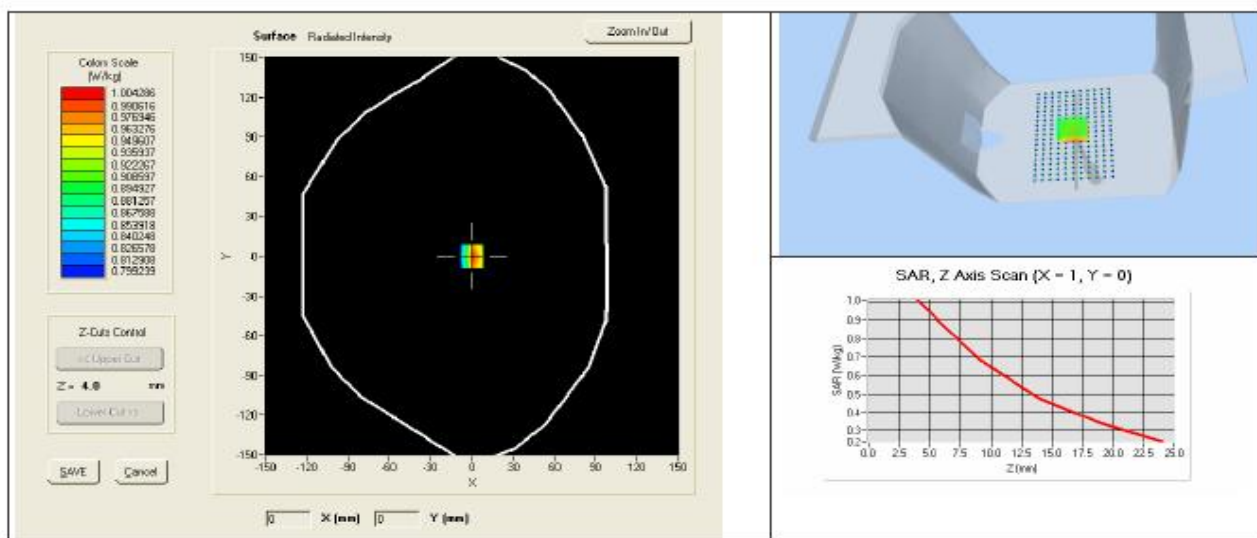 Surface Radiated Intensity
Zoom In/Out
Colors Scale
(W/kg)
1.004286
0.990616
0.976946
0.963276
0.949607
0.935937
0.922267
0.908597
0.894927
0.881257
0.867588
0.853918
0.840248
0.826578
0.812908
0.799239
Z-Cuts Control
<< Upper Cut
Z = 4.0 mm
Lower Cut >>
SAVE Cancel
150
120
90
60
30
0
-30
-60
-90
-120
-150
Y
-150 -120 -90 -60 -30 0 30 60 90 120 150
X
0 X (mm) 0 Y (mm)
SAR, Z Axis Scan (X = 1, Y = 0)
1.0
0.9
0.8
0.7
0.6
0.5
0.4
0.3
0.2
SAR (W/kg)
0.0 2.5 5.0 7.5 10.0 12.5 15.0 17.5 20.0 22.5 25.0
Z (mm)